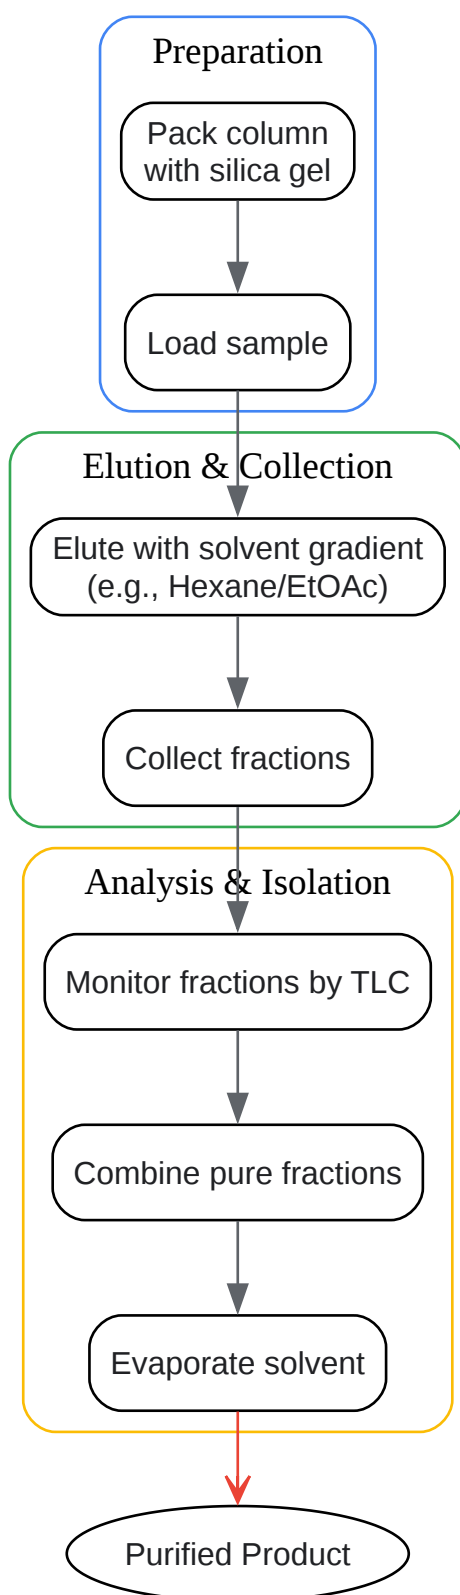 Preparation
Pack column
with silica gel
Load sample
Elution & Collection
Elute with solvent gradient
(e.g., Hexane/EtOAc)
Collect fractions
Analysis & Isolation
Monitor fractions by TLC
Combine pure fractions
Evaporate solvent
Purified Product